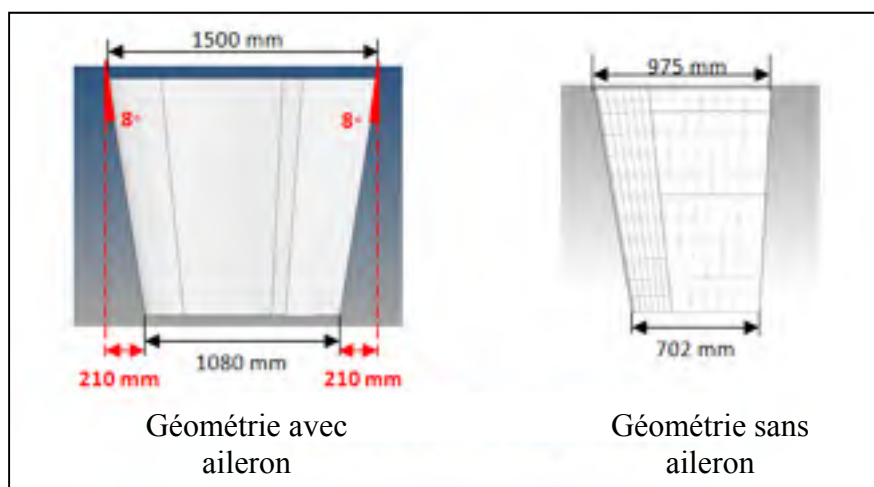 1500 mm
975 mm
8°
8°
702 mm
1080 mm
210 mm
210 mm
Géométrie avec
aileron
Géométrie sans
aileron